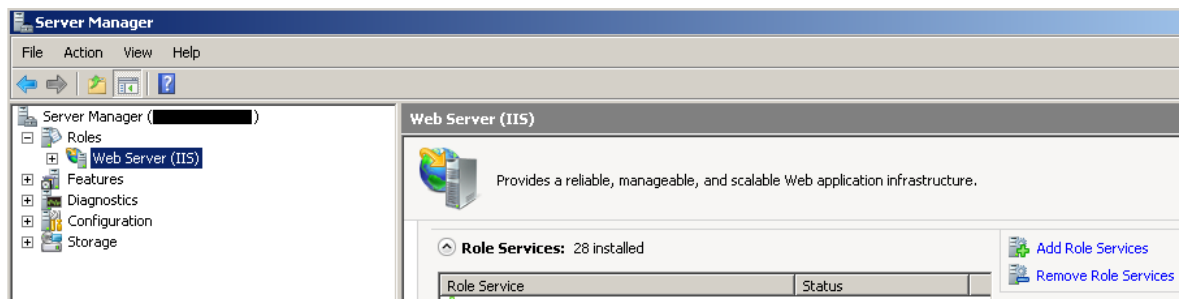 Server Manager
File Action View Help
Server Manager ( )
Roles
Web Server (IIS)
Features
Diagnostics
Configuration
Storage
Web Server (IIS)
Provides a reliable, manageable, and scalable Web application infrastructure.
Role Services: 28 installed
Add Role Services
Remove Role Services
Role Service Status